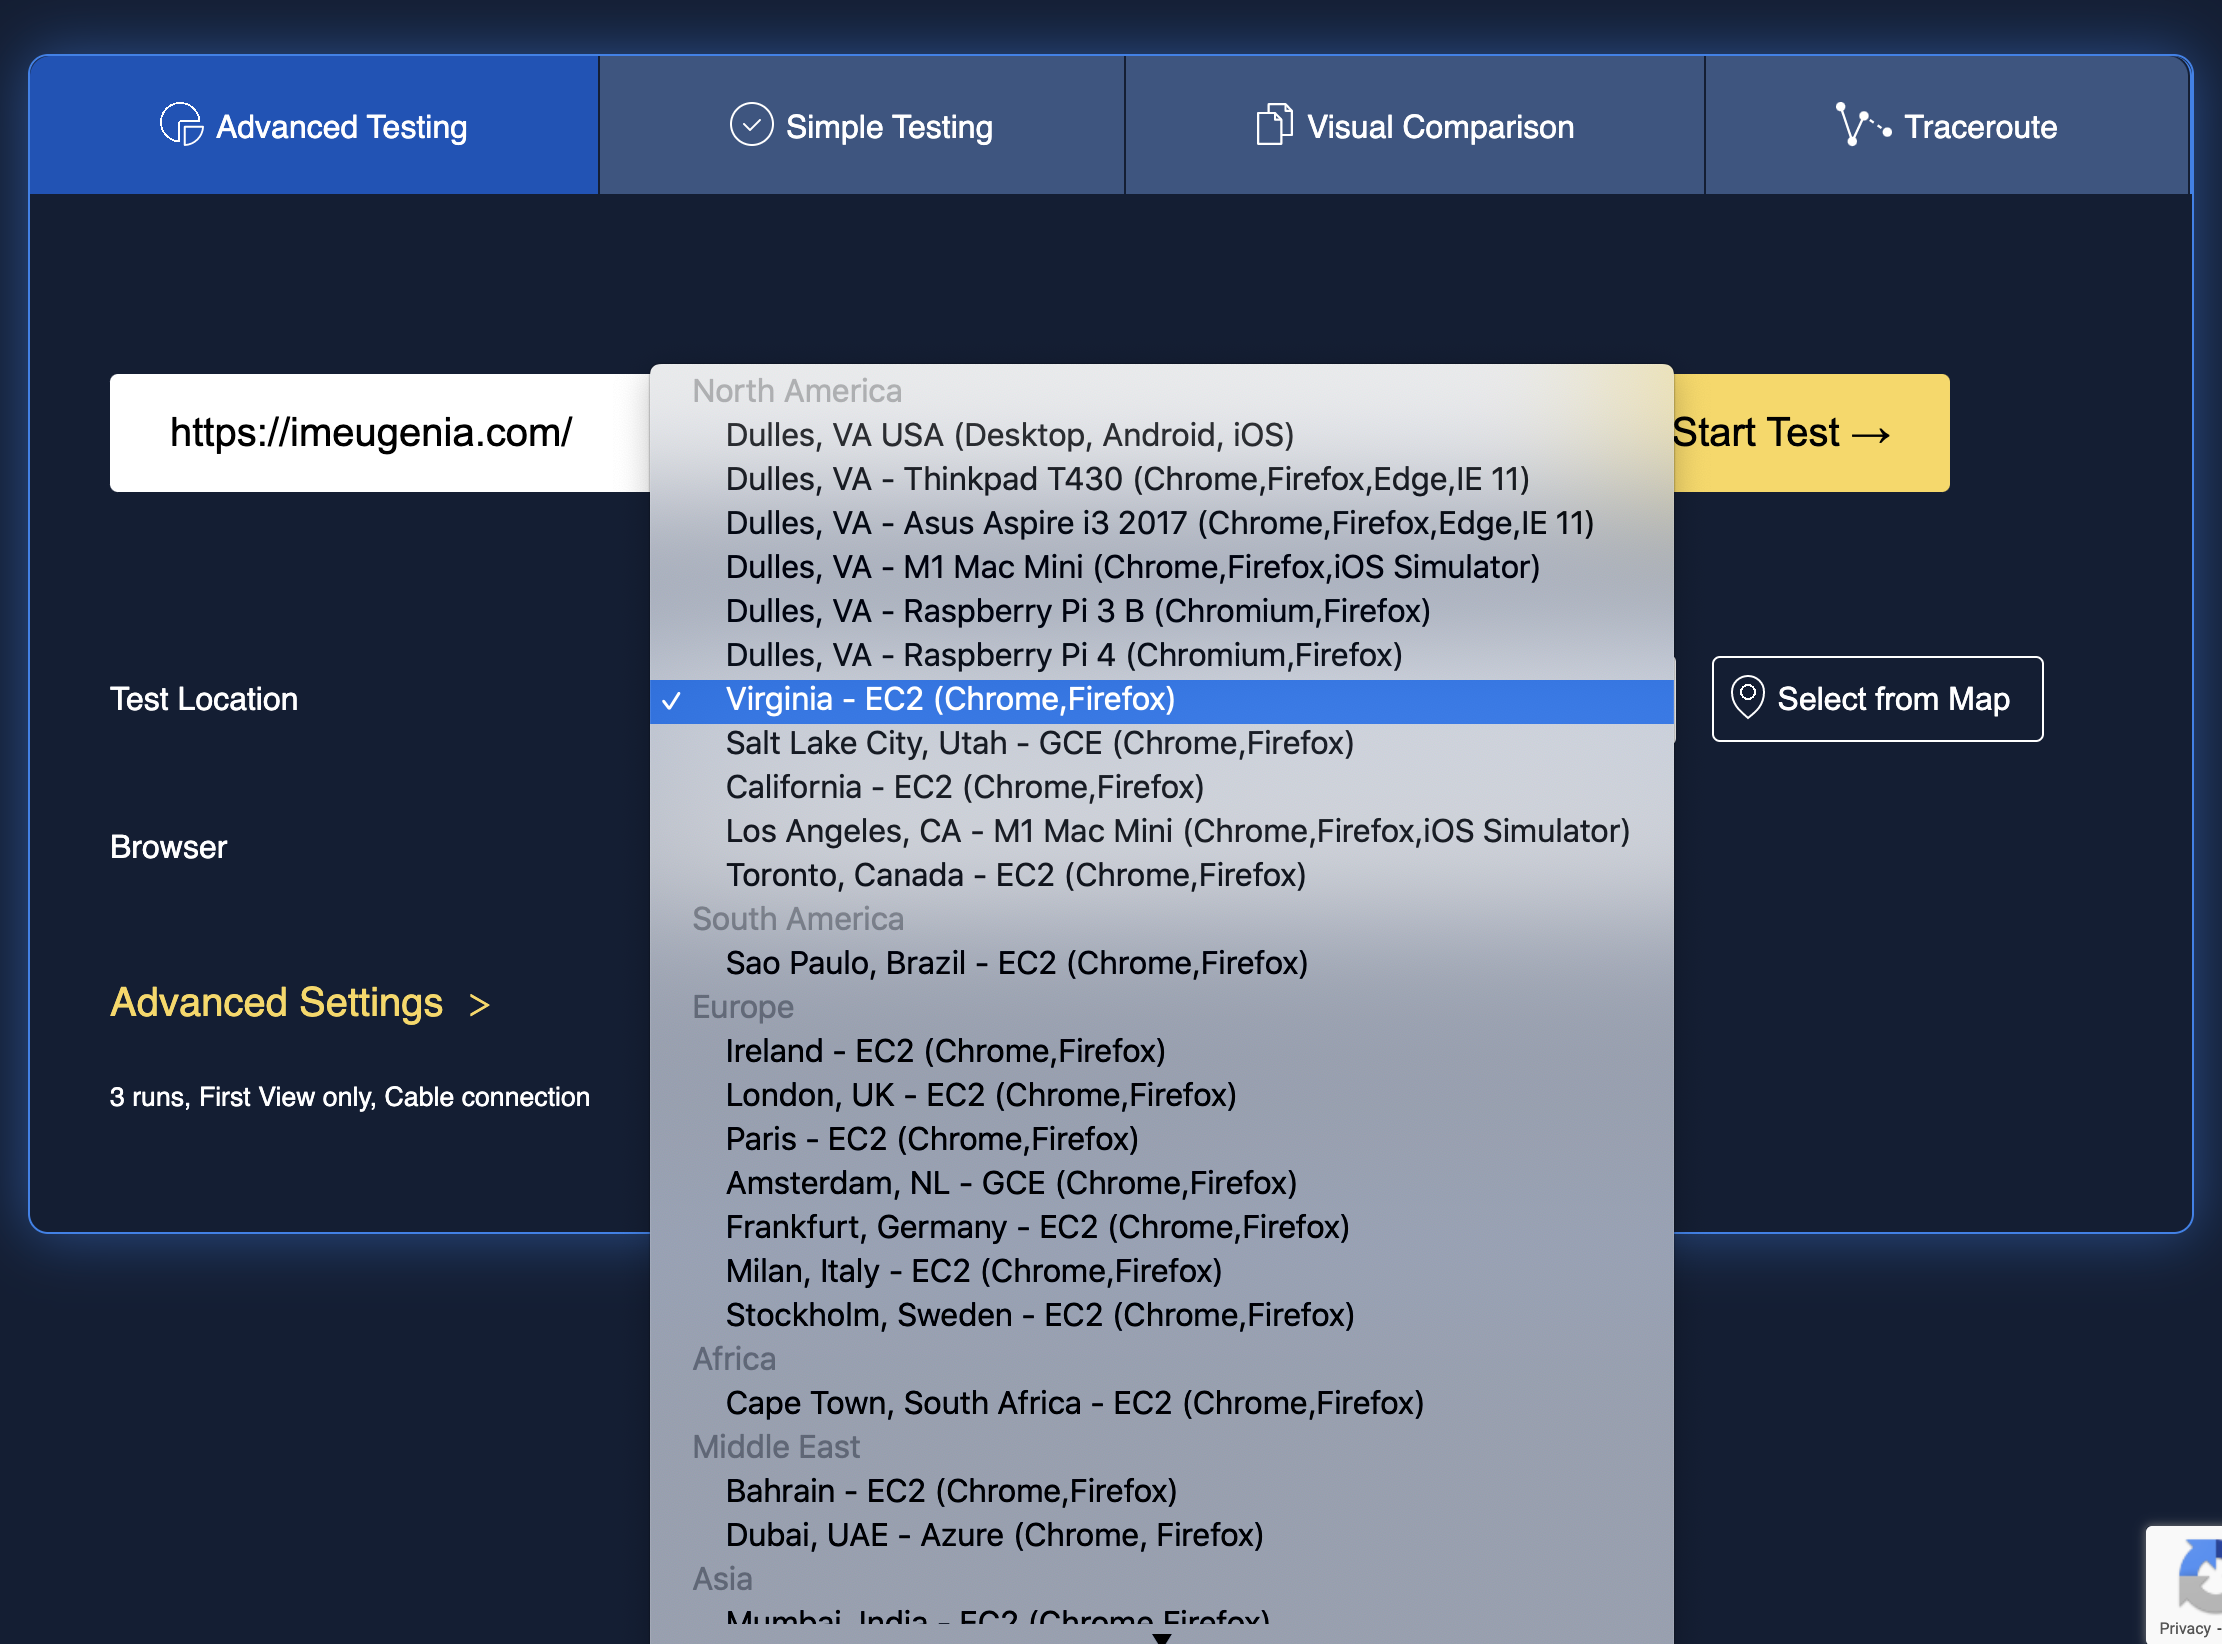 Advanced Testing
Simple Testing
Visual Comparison
Traceroute
https://imeugenia.com/
Start Test →
North America
Dulles, VA USA (Desktop, Android, iOS)
Dulles, VA - Thinkpad T430 (Chrome,Firefox,Edge,IE 11)
Dulles, VA - Asus Aspire i3 2017 (Chrome,Firefox,Edge,IE 11)
Dulles, VA - M1 Mac Mini (Chrome,Firefox,iOS Simulator)
Dulles, VA - Raspberry Pi 3 B (Chromium,Firefox)
Dulles, VA - Raspberry Pi 4 (Chromium,Firefox)
Test Location
✓ Virginia - EC2 (Chrome,Firefox)
Select from Map
Salt Lake City, Utah - GCE (Chrome,Firefox)
California - EC2 (Chrome,Firefox)
Los Angeles, CA - M1 Mac Mini (Chrome,Firefox,iOS Simulator)
Browser
Toronto, Canada - EC2 (Chrome,Firefox)
South America
Sao Paulo, Brazil - EC2 (Chrome,Firefox)
Advanced Settings >
Europe
Ireland - EC2 (Chrome,Firefox)
London, UK - EC2 (Chrome,Firefox)
3 runs, First View only, Cable connection
Paris - EC2 (Chrome,Firefox)
Amsterdam, NL - GCE (Chrome,Firefox)
Frankfurt, Germany - EC2 (Chrome,Firefox)
Milan, Italy - EC2 (Chrome,Firefox)
Stockholm, Sweden - EC2 (Chrome,Firefox)
Africa
Cape Town, South Africa - EC2 (Chrome,Firefox)
Middle East
Bahrain - EC2 (Chrome,Firefox)
Dubai, UAE - Azure (Chrome, Firefox)
Asia
Mumbai, India - EC2 (Chrome,Firefox)
Privacy -